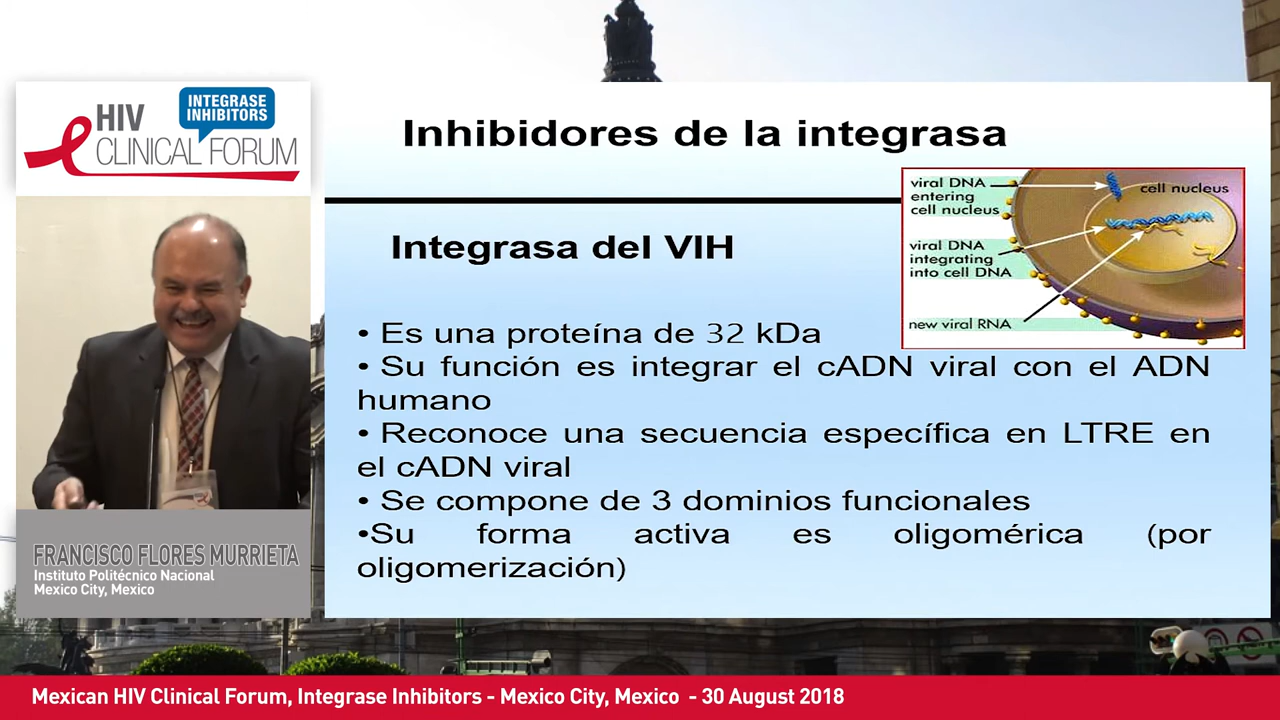 HIV
INTEGRASE
INHIBITORS
CLINICAL FORUM
FRANCISCO FLORES MURRIETA
Instituto Politécnico Nacional
Mexico City, Mexico
Inhibidores de la integrasa
Integrasa del VIH
viral DNA
entering
cell nucleus
cell nucleus
viral DNA
integrating
into cell DNA
new viral RNA
• Es una proteína de 32 kDa
• Su función es integrar el cADN viral con el ADN
humano
• Reconoce una secuencia específica en LTRE en
el cADN viral
• Se compone de 3 dominios funcionales
•Su forma activa es oligomérica (por
oligomerización)
Mexican HIV Clinical Forum, Integrase Inhibitors - Mexico City, Mexico - 30 August 2018